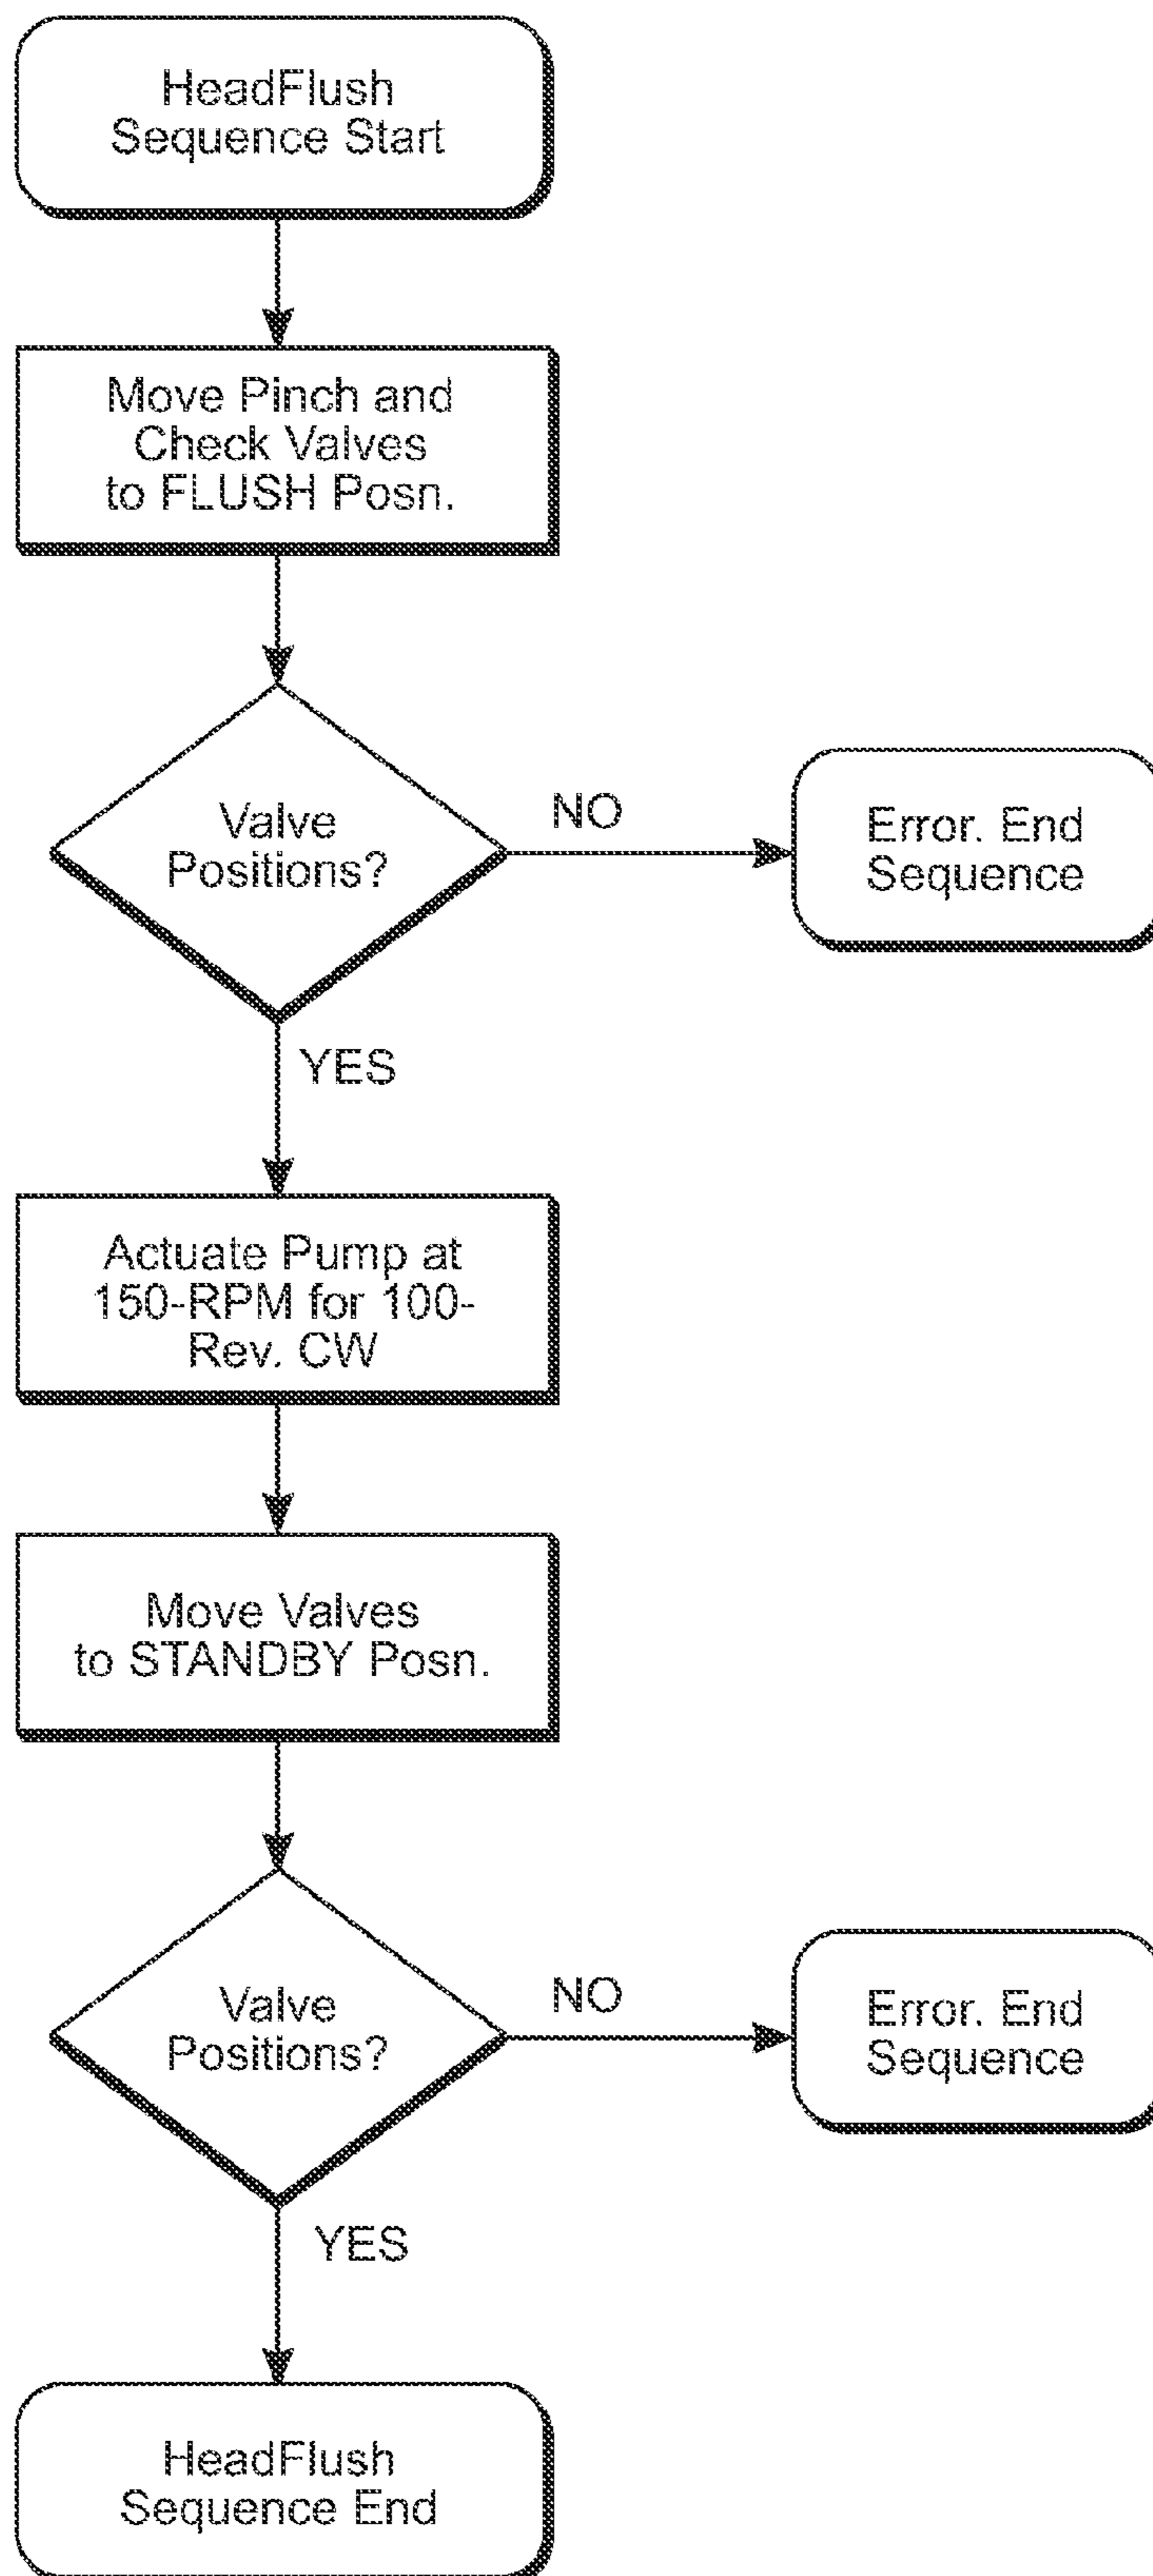 HeadFlush
Sequence Start
Move Pinch and
Check Valves
to FLUSH Posn.
Valve
Positions?
NO
Error. End
Sequence
YES
Actuate Pump at
150-RPM for 100-
Rev. CW
Move Valves
to STANDBY Posn.
Valve
Positions?
NO
Error. End
Sequence
YES
HeadFlush
Sequence End